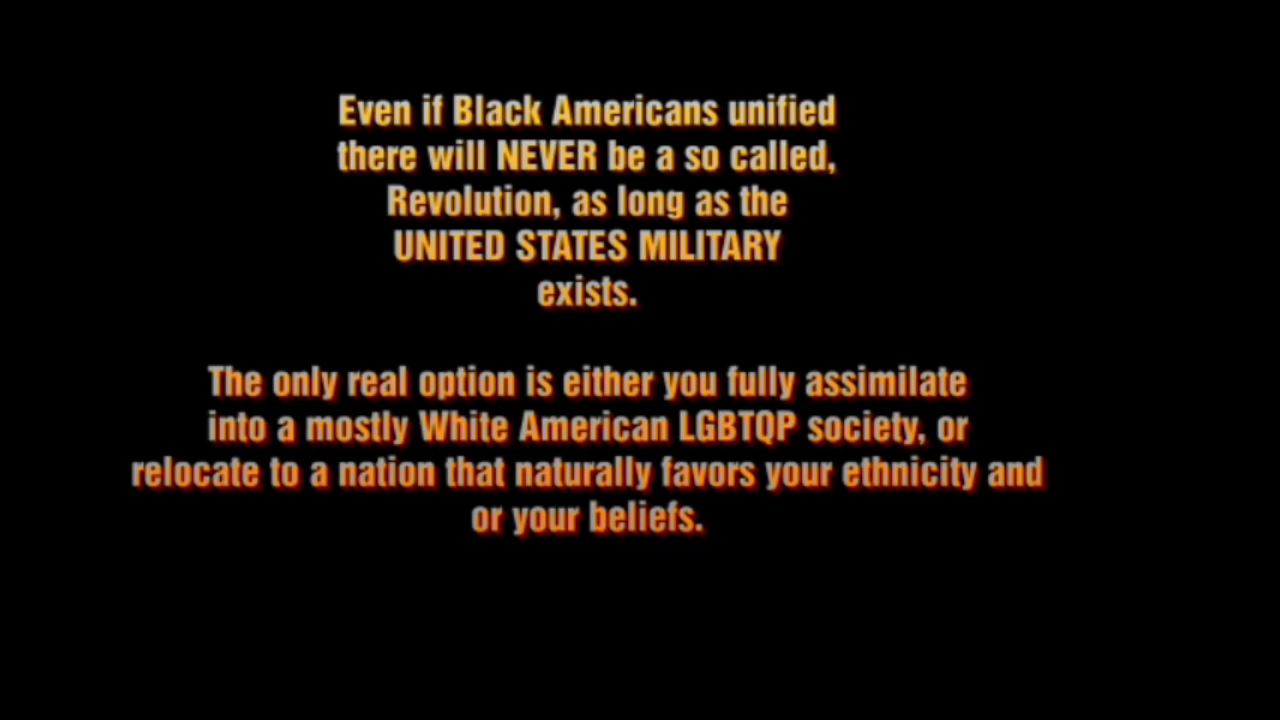 Even if Black Americans unified
there will NEVER be a so called,
Revolution, as long as the
UNITED STATES MILITARY
exists.
The only real option is either you fully assimilate
into a mostly White American LGBTQP society, or
relocate to a nation that naturally favors your ethnicity and
or your beliefs.